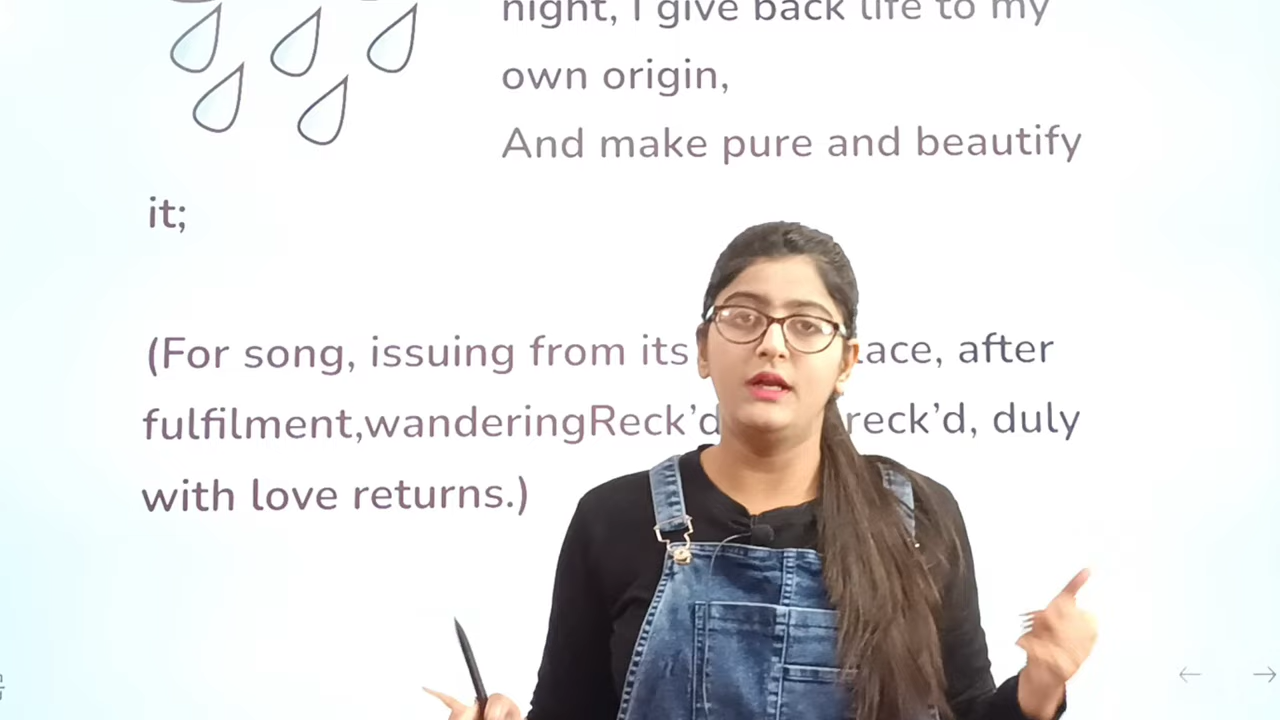 night, I give back life to my
own origin,
And make pure and beautify
it;
(For song, issuing from its ace, after
fulfilment,wanderingReck'd reck'd, duly
with love returns.)